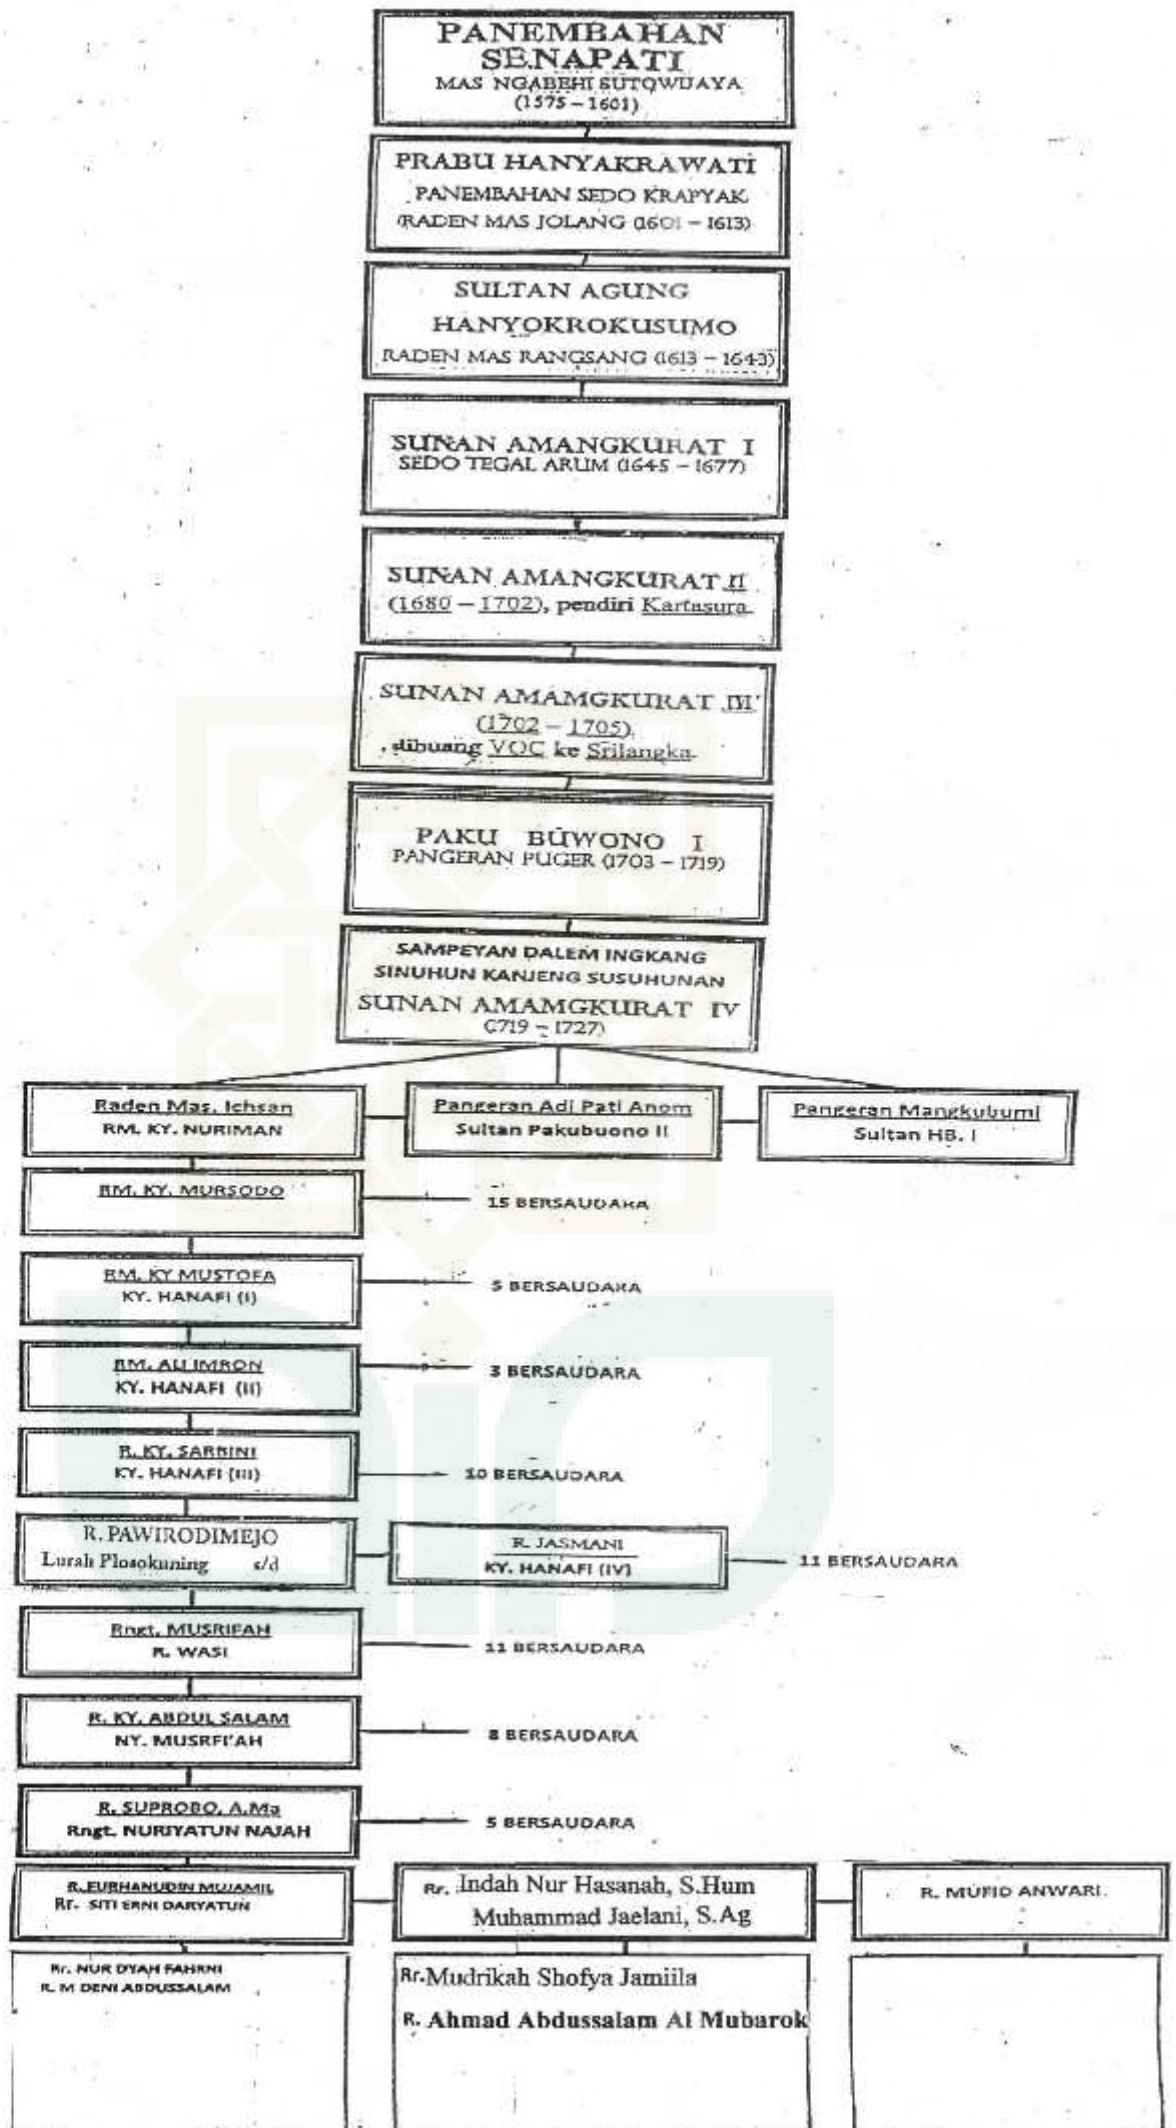 PANEMBAHAN
SENAPATI
MAS NGABEHI SUTOWIJAYA
(1575 – 1601)
PRABU HANYAKRAWATI
PANEMBAHAN SEDO KRAPYAK
(RADEN MAS JOLANG (1601 – 1613)
SULTAN AGUNG
HANYOKROKUSUMO
RADEN MAS RANGSANG (1613 – 1643)
SUNAN AMANGKURAT I
SEDO TEGAL ARUM (1645 – 1677)
SUNAN AMANGKURAT II
(1680 – 1702), pendiri Kartasura
SUNAN AMAMGKURAT III
(1702 – 1705),
dibuang VOC ke Srilangka.
PAKU BUWONO I
PANGERAN PUGER (1703 – 1719)
SAMPEYAN DALEM INGKANG
SINUHUN KANJENG SUSUHUNAN
SUNAN AMAMGKURAT IV
(1719 – 1727)
Raden Mas. Ichsan
RM. KY. NURIMAN
Pangeran Adi Pati Anom
Sultan Pakubuono II
Pangeran Mangkubumi
Sultan HB. I
RM. KY. MURSODO
15 BERSAUDARA
RM. KY MUSTOFA
KY. HANAFI (I)
5 BERSAUDARA
RM. ALI IMRON
KY. HANAFI (II)
3 BERSAUDARA
R. KY. SARBINI
KY. HANAFI (III)
10 BERSAUDARA
R. PAWIRODIMEJO
Lurah Plosokuning s/d
R. JASMANI
KY. HANAFI (IV)
11 BERSAUDARA
Rngt. MUSRIFAH
R. WASI
11 BERSAUDARA
R. KY. ABDUL SALAM
NY. MUSRFI'AH
8 BERSAUDARA
R. SUPROBO, A.Ma
Rngt. NURIYATUN NAJAH
5 BERSAUDARA
R. FURHANUDIN MUJAMIL
Rr. SITI ERNI DARYATUN
Rr. Indah Nur Hasanah, S.Hum
Muhammad Jaelani, S.Ag
R. MUFID ANWARI
Rr. NUR DYAH FAHRNI
R. M DENI ABDUSSALAM
Rr. Mudrikah Shofya Jamiila
R. Ahmad Abdussalam Al Mubarok